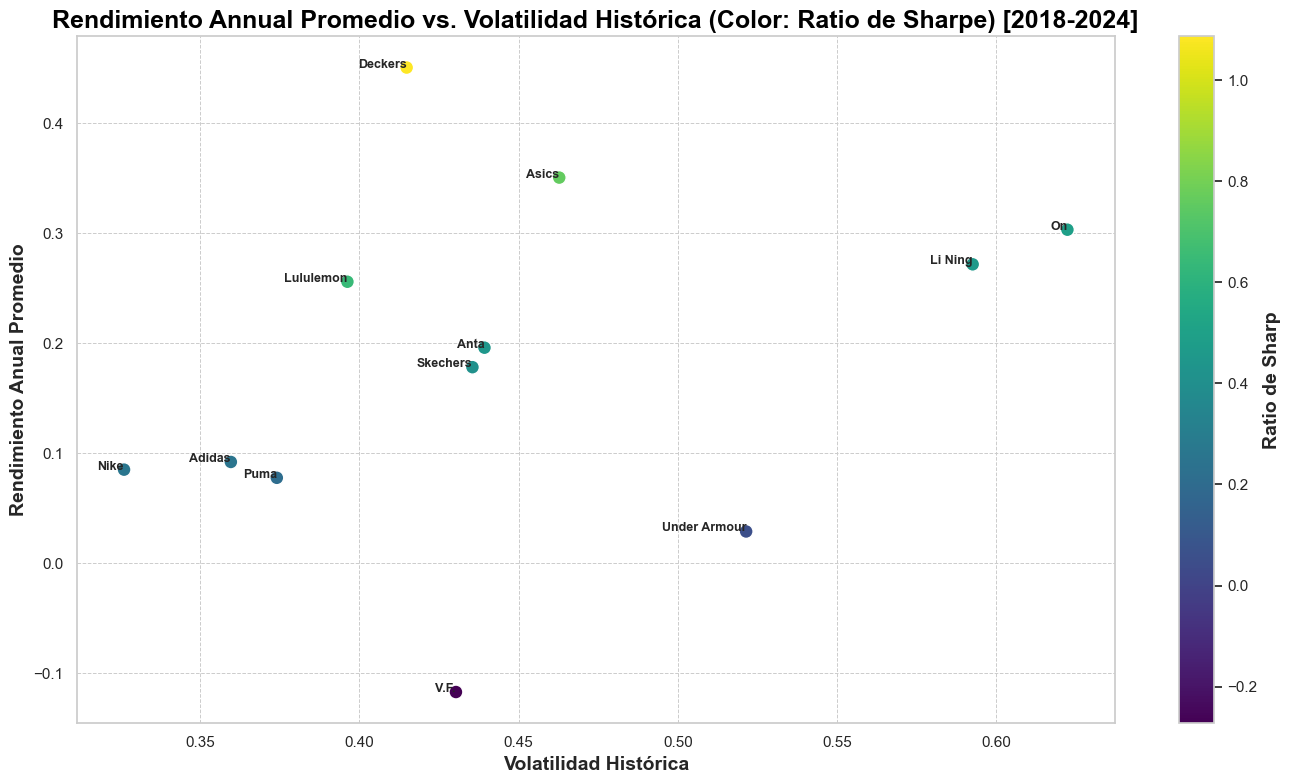 Rendimiento Annual Promedio vs. Volatilidad Histórica (Color: Ratio de Sharpe) [2018-2024]
Deckers
Asics
On
Li Ning
Lululemon
Anta
Skechers
Adidas
Nike
Puma
Under Armour
V.F.
0.4
0.3
0.2
0.1
0.0
−0.1
Rendimiento Anual Promedio
0.35
0.40
0.45
0.50
0.55
0.60
Volatilidad Histórica
1.0
0.8
0.6
0.4
0.2
0.0
−0.2
Ratio de Sharp